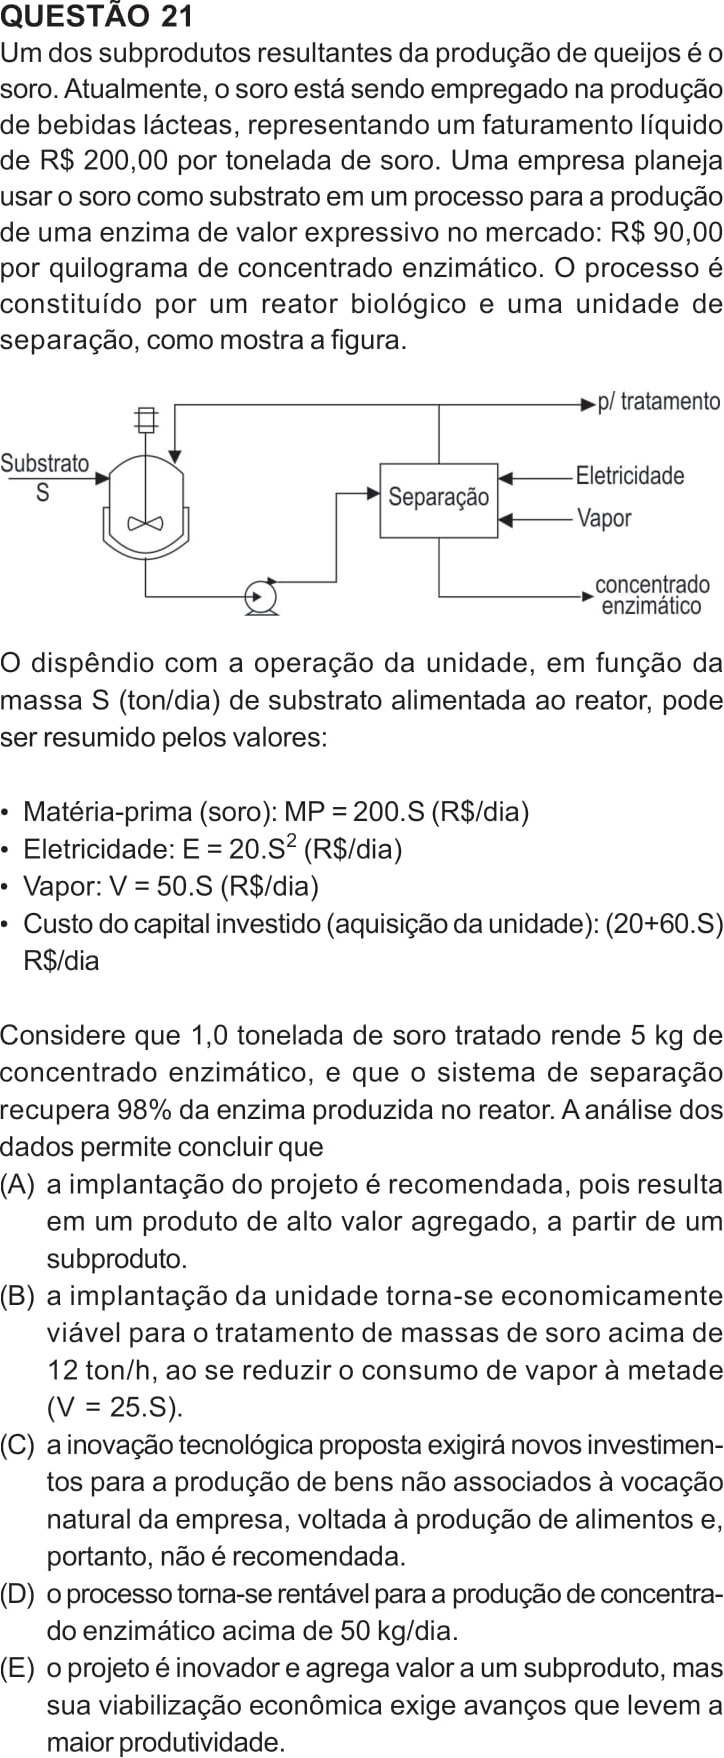 QUESTÃO 21
Um dos subprodutos resultantes da produção de queijos é o
soro. Atualmente, o soro está sendo empregado na produção
de bebidas lácteas, representando um faturamento líquido
de R$ 200,00 por tonelada de soro. Uma empresa planeja
usar o soro como substrato em um processo para a produção
de uma enzima de valor expressivo no mercado: R$ 90,00
por quilograma de concentrado enzimático. O processo é
constituído por um reator biológico e uma unidade de
separação, como mostra a figura.
p/ tratamento
Substrato
S
Separação
Eletricidade
Vapor
concentrado
enzimático
O dispêndio com a operação da unidade, em função da
massa S (ton/dia) de substrato alimentada ao reator, pode
ser resumido pelos valores:
• Matéria-prima (soro): MP = 200.S (R$/dia)
• Eletricidade: E = 20.S² (R$/dia)
• Vapor: V = 50.S (R$/dia)
• Custo do capital investido (aquisição da unidade): (20+60.S)
R$/dia
Considere que 1,0 tonelada de soro tratado rende 5 kg de
concentrado enzimático, e que o sistema de separação
recupera 98% da enzima produzida no reator. A análise dos
dados permite concluir que
(A) a implantação do projeto é recomendada, pois resulta
em um produto de alto valor agregado, a partir de um
subproduto.
(B) a implantação da unidade torna-se economicamente
viável para o tratamento de massas de soro acima de
12 ton/h, ao se reduzir o consumo de vapor à metade
(V = 25.S).
(C) a inovação tecnológica proposta exigirá novos investimen-
tos para a produção de bens não associados à vocação
natural da empresa, voltada à produção de alimentos e,
portanto, não é recomendada.
(D) o processo torna-se rentável para a produção de concentra-
do enzimático acima de 50 kg/dia.
(E) o projeto é inovador e agrega valor a um subproduto, mas
sua viabilização econômica exige avanços que levem a
maior produtividade.